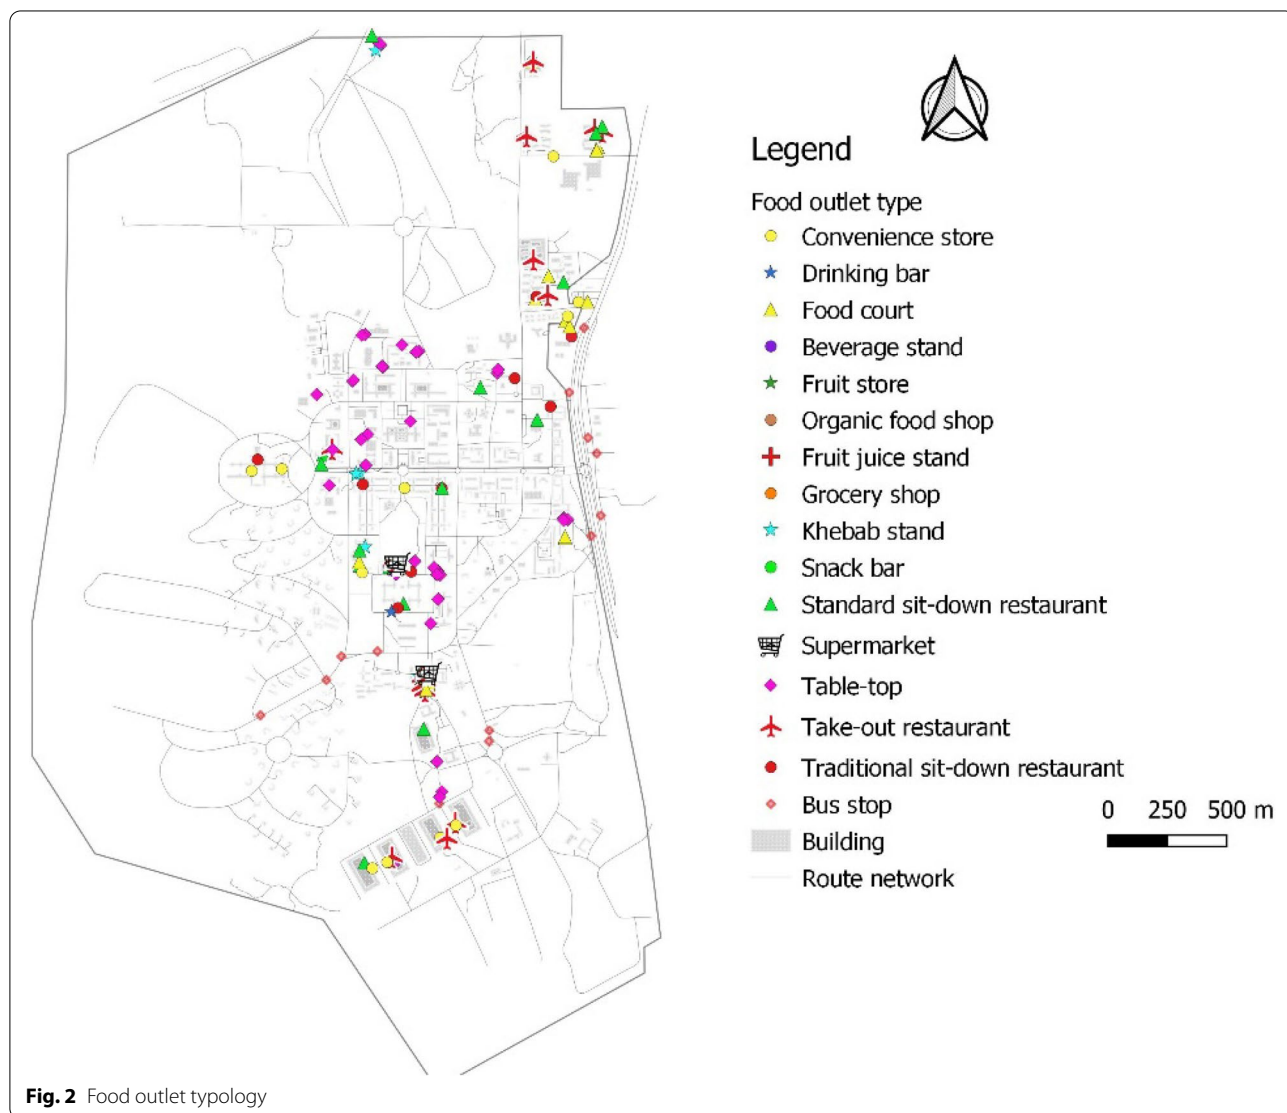 Legend
Food outlet type
Convenience store
Drinking bar
Food court
Beverage stand
Fruit store
Organic food shop
Fruit juice stand
Grocery shop
Khebab stand
Snack bar
Standard sit-down restaurant
Supermarket
Table-top
Take-out restaurant
Traditional sit-down restaurant
Bus stop
0 250 500 m
Building
Route network
Fig. 2 Food outlet typology